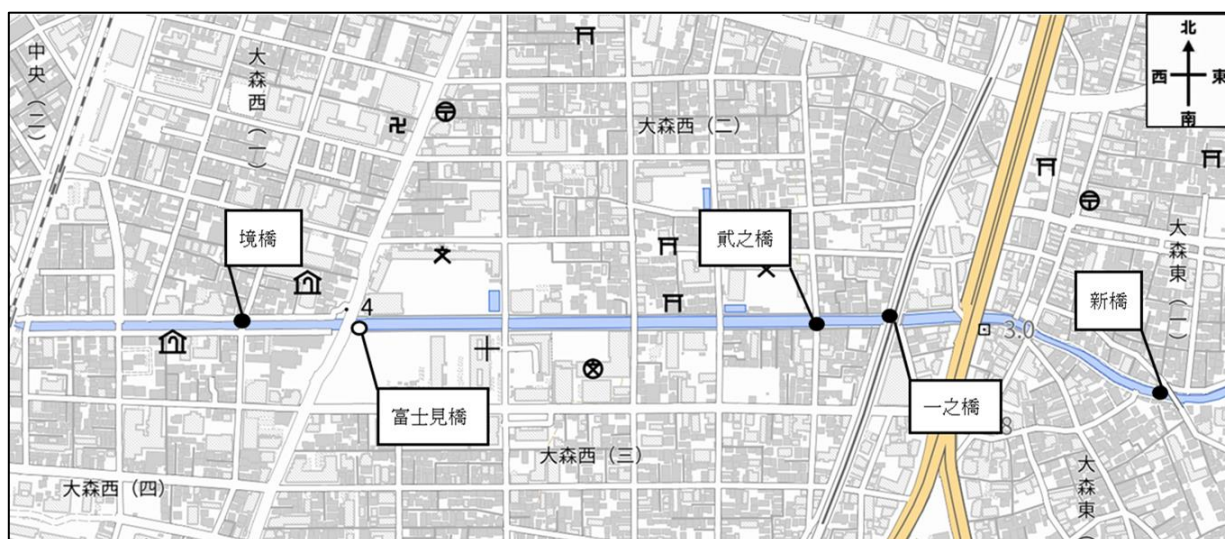 北
西
東
南
中央(二)
大森西(一)
大森西(二)
境橋
貮之橋
大森東(一)
新橋
4
3.0
富士見橋
一之橋
8
大森西(三)
大森西(四)
大森東